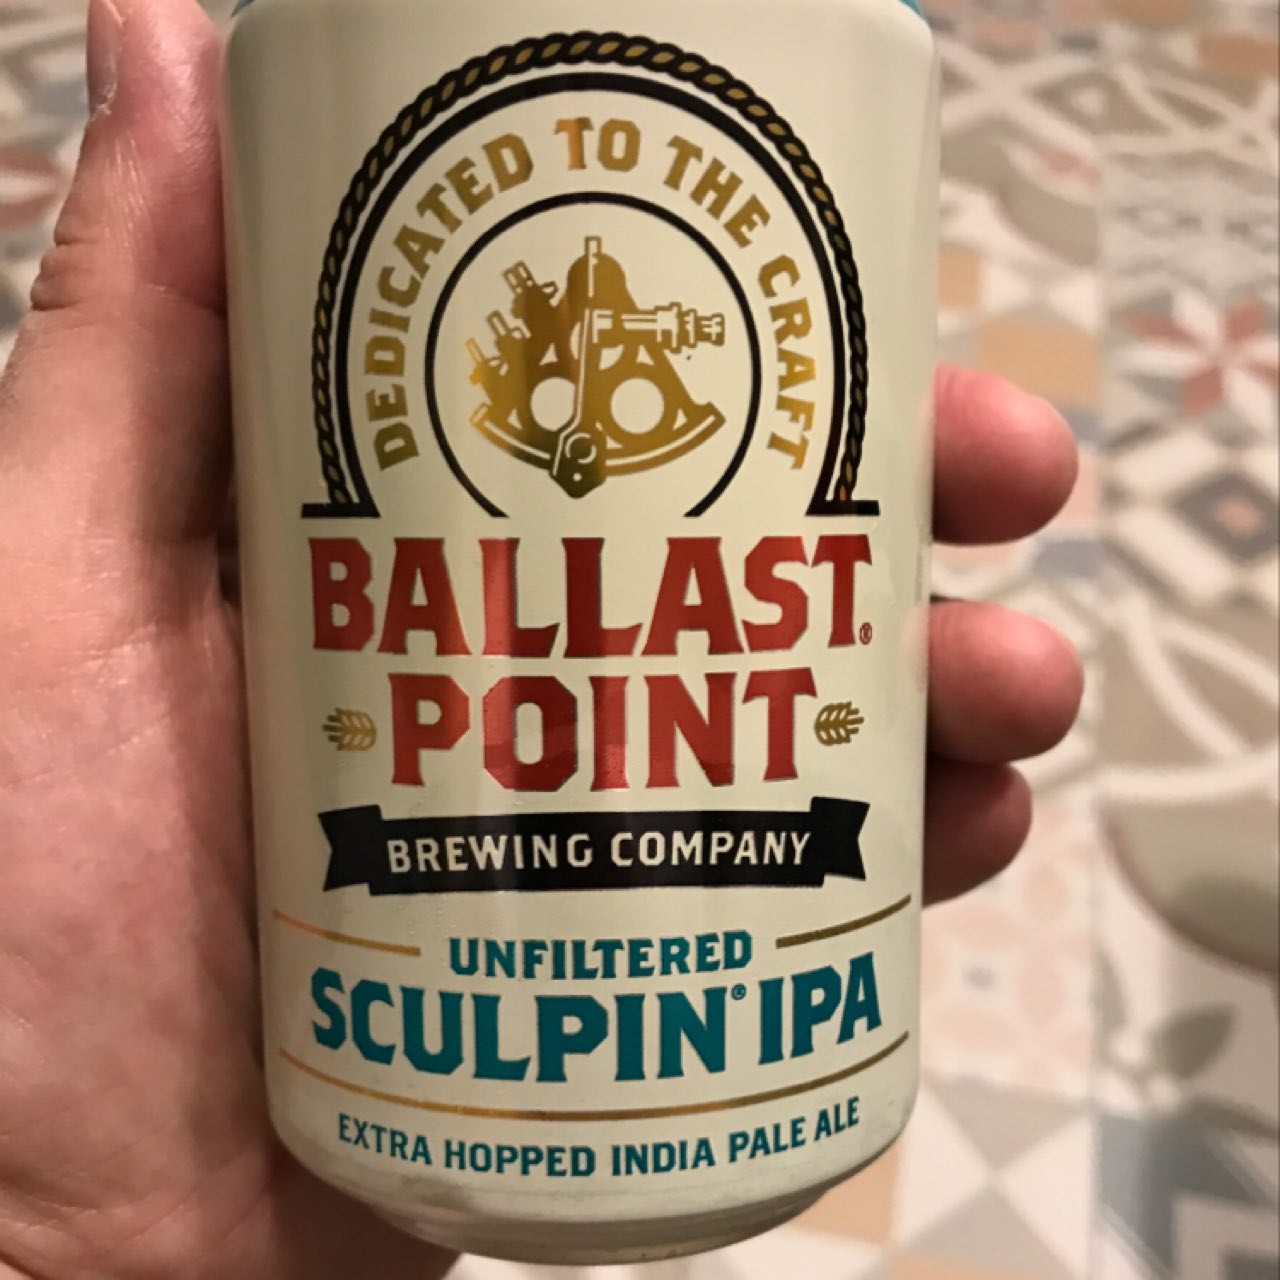 DEDICATED TO THE CRAFT
BALLAST®
POINT
BREWING COMPANY
UNFILTERED
SCULPIN® IPA
EXTRA HOPPED INDIA PALE ALE